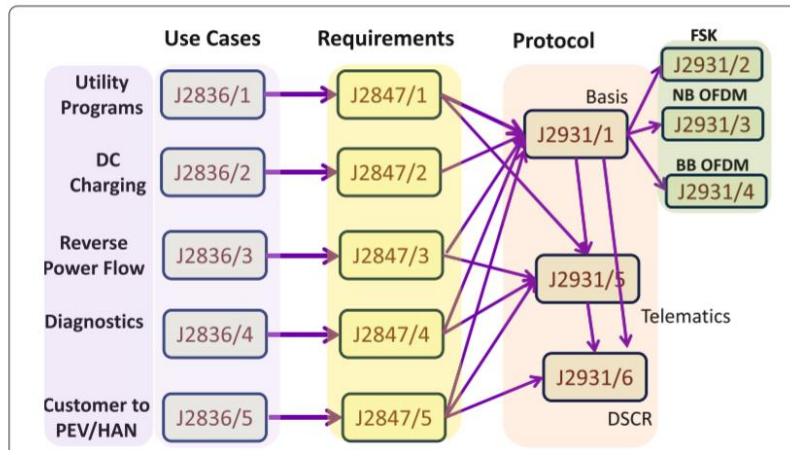 Use Cases
Requirements
Protocol
FSK
Utility
Programs
J2836/1
J2847/1
Basis
J2931/1
J2931/2
NB OFDM
J2931/3
BB OFDM
J2931/4
DC
Charging
J2836/2
J2847/2
Reverse
Power Flow
J2836/3
J2847/3
J2931/5
Telematics
Diagnostics
J2836/4
J2847/4
J2931/6
DSCR
Customer to
PEV/HAN
J2836/5
J2847/5